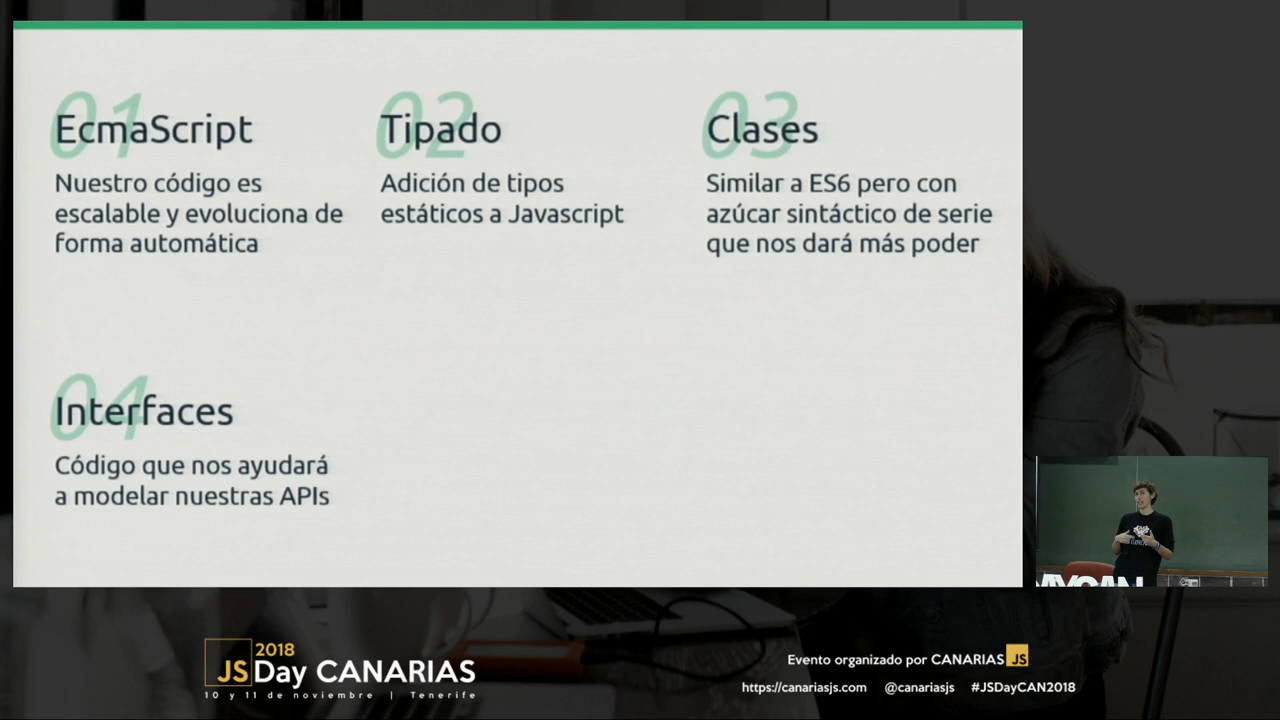 01
EcmaScript
Nuestro código es
escalable y evoluciona de
forma automática
02
Tipado
Adición de tipos
estáticos a Javascript
03
Clases
Similar a ES6 pero con
azúcar sintáctico de serie
que nos dará más poder
04
Interfaces
Código que nos ayudará
a modelar nuestras APIs
2018
JSDay CANARIAS
10 y 11 de noviembre | Tenerife
Evento organizado por CANARIAS JS
https://canariasjs.com @canariasjs #JSDayCAN2018